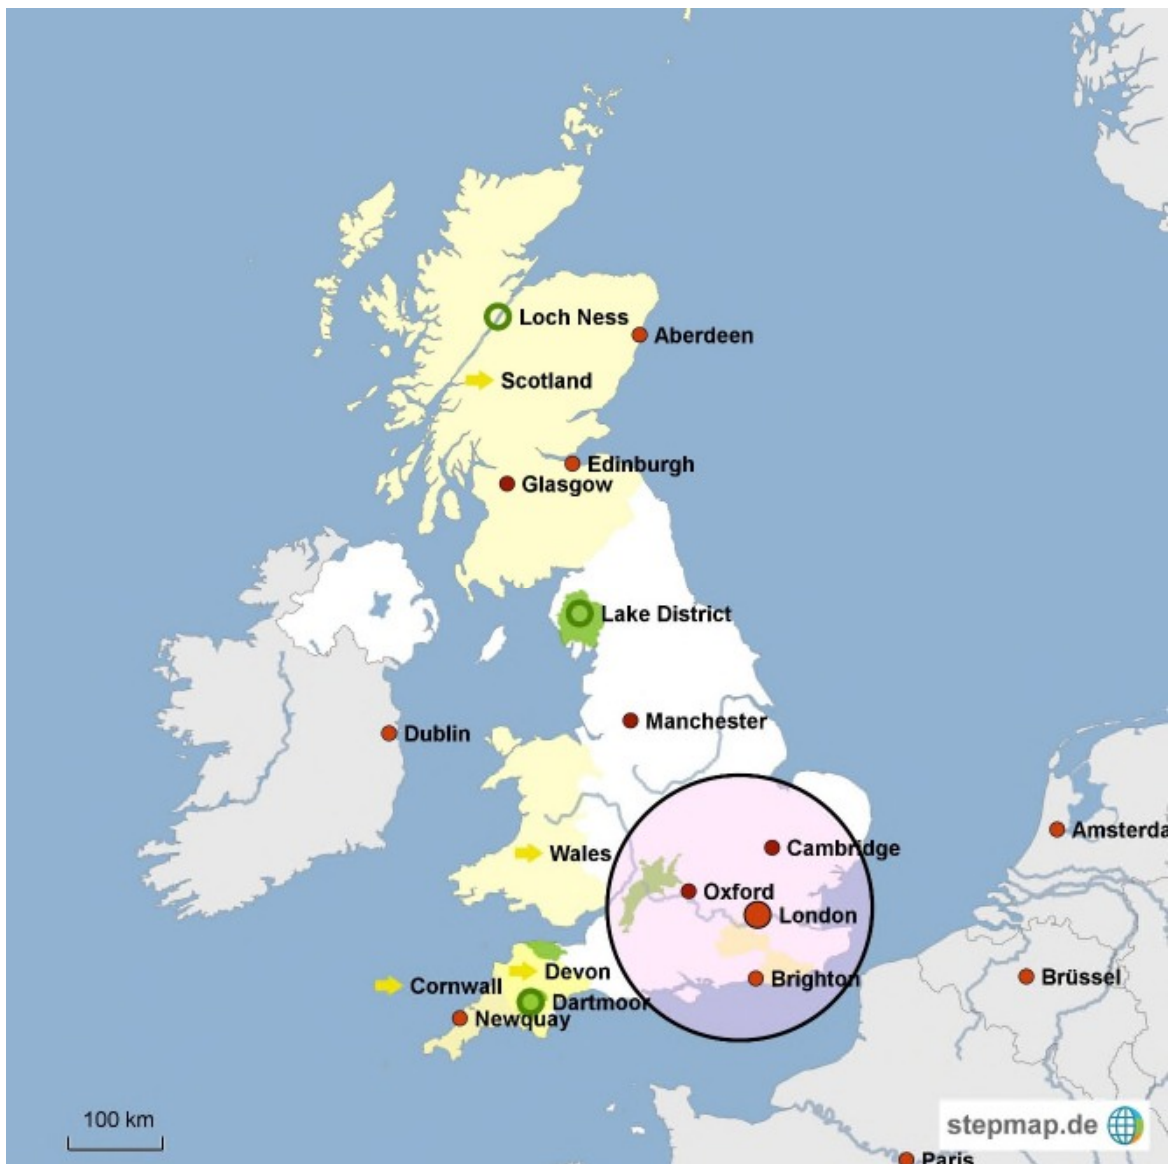 Loch Ness
Aberdeen
Scotland
Edinburgh
Glasgow
Lake District
Manchester
Dublin
Amsterda
Cambridge
Wales
Oxford
London
Devon
Brighton
Brüssel
Cornwall
Dartmoor
Newquay
100 km
stepmap.de
Paris